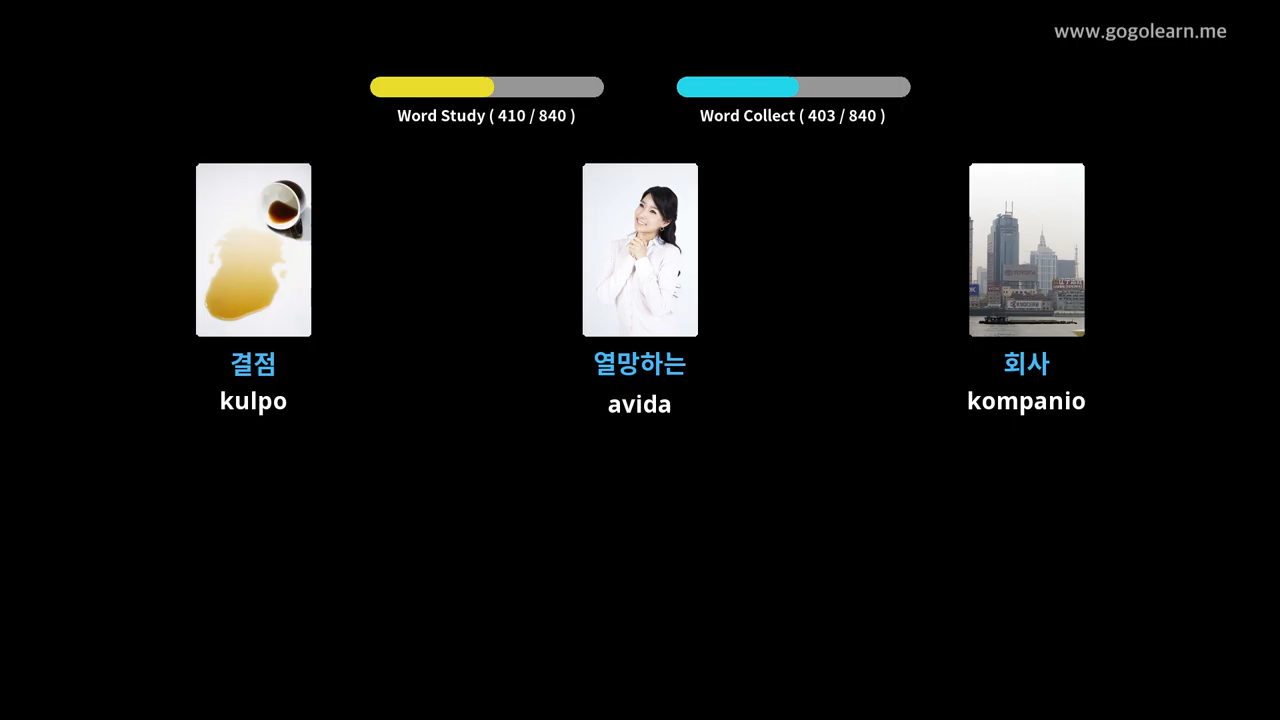 www.gogolearn.me
Word Study ( 410 / 840 )
Word Collect ( 403 / 840 )
결점
kulpo
열망하는
avida
회사
kompanio
TOYOTA